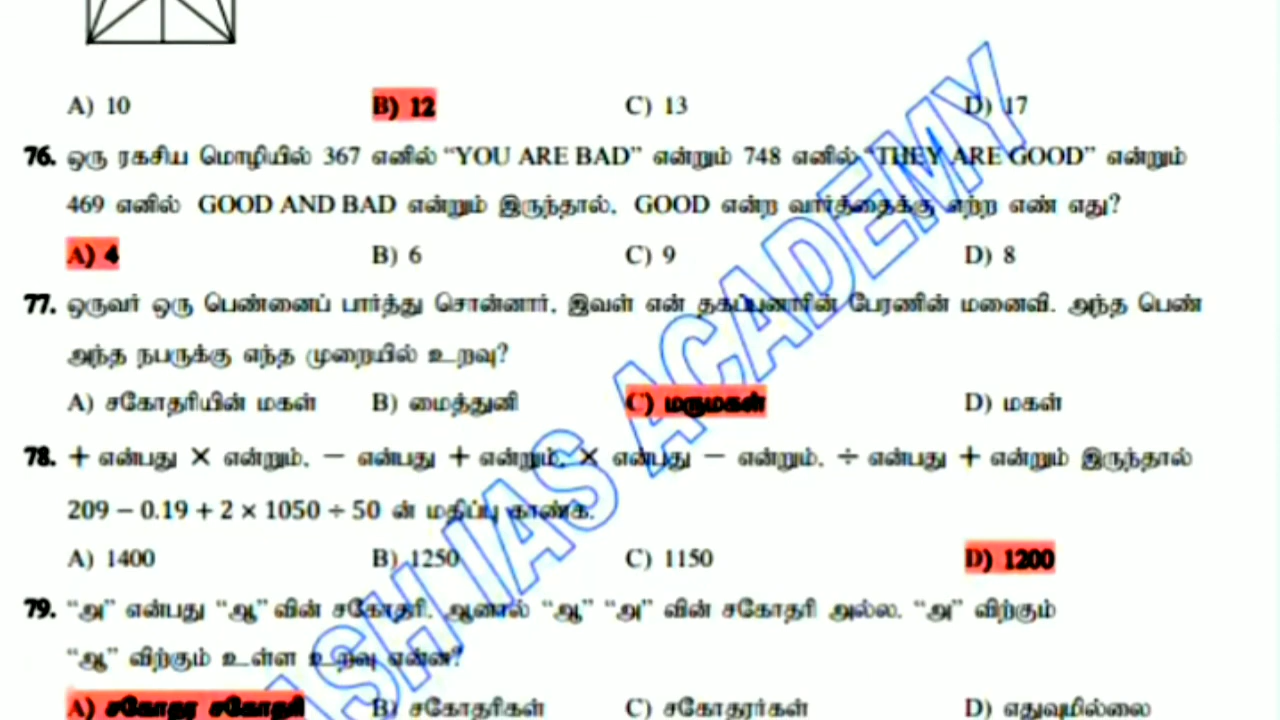 A) 10 B) 12 C) 13 D) 17
76. ஒரு ரகசிய மொழியில் 367 எனில் “YOU ARE BAD” என்றும் 748 எனில் “THEY ARE GOOD” என்றும்
469 எனில் GOOD AND BAD என்றும் இருந்தால், GOOD என்ற வார்த்தைக்கு ஏற்ற எண் எது?
A) 4 B) 6 C) 9 D) 8
77. ஒருவர் ஒரு பெண்னைப் பார்த்து சொன்னார், இவள் என் தகப்பனாரின் பேரணின் மனைவி. அந்த பெண்
அந்த நபருக்கு எந்த முறையில் உறவு?
A) சகோதரியின் மகள் B) மைத்துனி C) மருமகள் D) மகள்
78. + என்பது × என்றும், − என்பது + என்றும், × என்பது − என்றும், ÷ என்பது + என்றும் இருந்தால்
209 − 0.19 + 2 × 1050 ÷ 50 ன் மதிப்பு காண்க.
A) 1400 B) 1250 C) 1150 D) 1200
79. “அ” என்பது “ஆ” வின் சகோதரி. ஆனால் “ஆ” “அ” வின் சகோதரி அல்ல. “அ” விற்கும்
“ஆ” விற்கும் உள்ள உறவு என்ன?
A) சகோதர சகோதரி B) சகோதரிகள் C) சகோதரர்கள் D) எதுவுமில்லை
ASH IAS ACADEMY